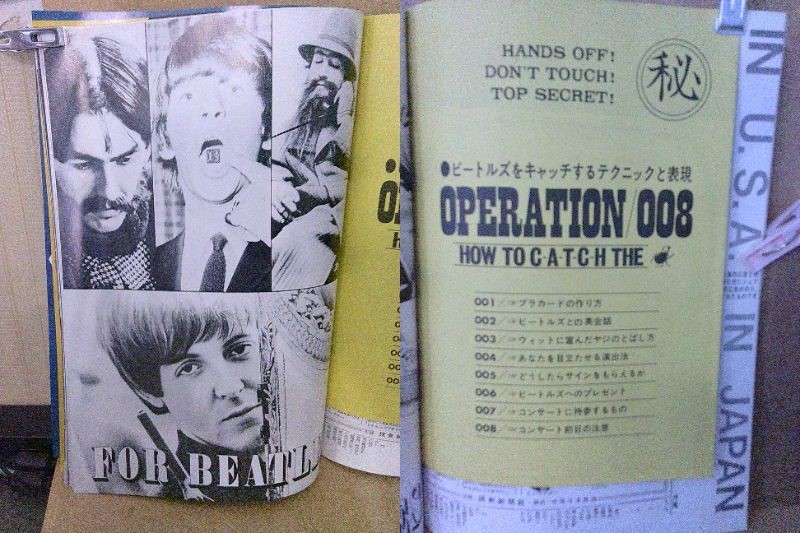 FOR BEATL
HANDS OFF!
DON'T TOUCH!
TOP SECRET!
秘
●ビートルズをキャッチするテクニックと表現
OPERATION/008
HOW TO C·A·T·C·H THE
001/☞プラカードの作り方
002/☞ビートルズとの英会話
003/☞ウィットに富んだヤジのとばし方
004/☞あなたを目立たせる演出法
005/☞どうしたらサインをもらえるか
006/☞ビートルズへのプレゼント
007/☞コンサートに持参するもの
008/☞コンサート前日の注意
IN U.S.A. IN JAPAN